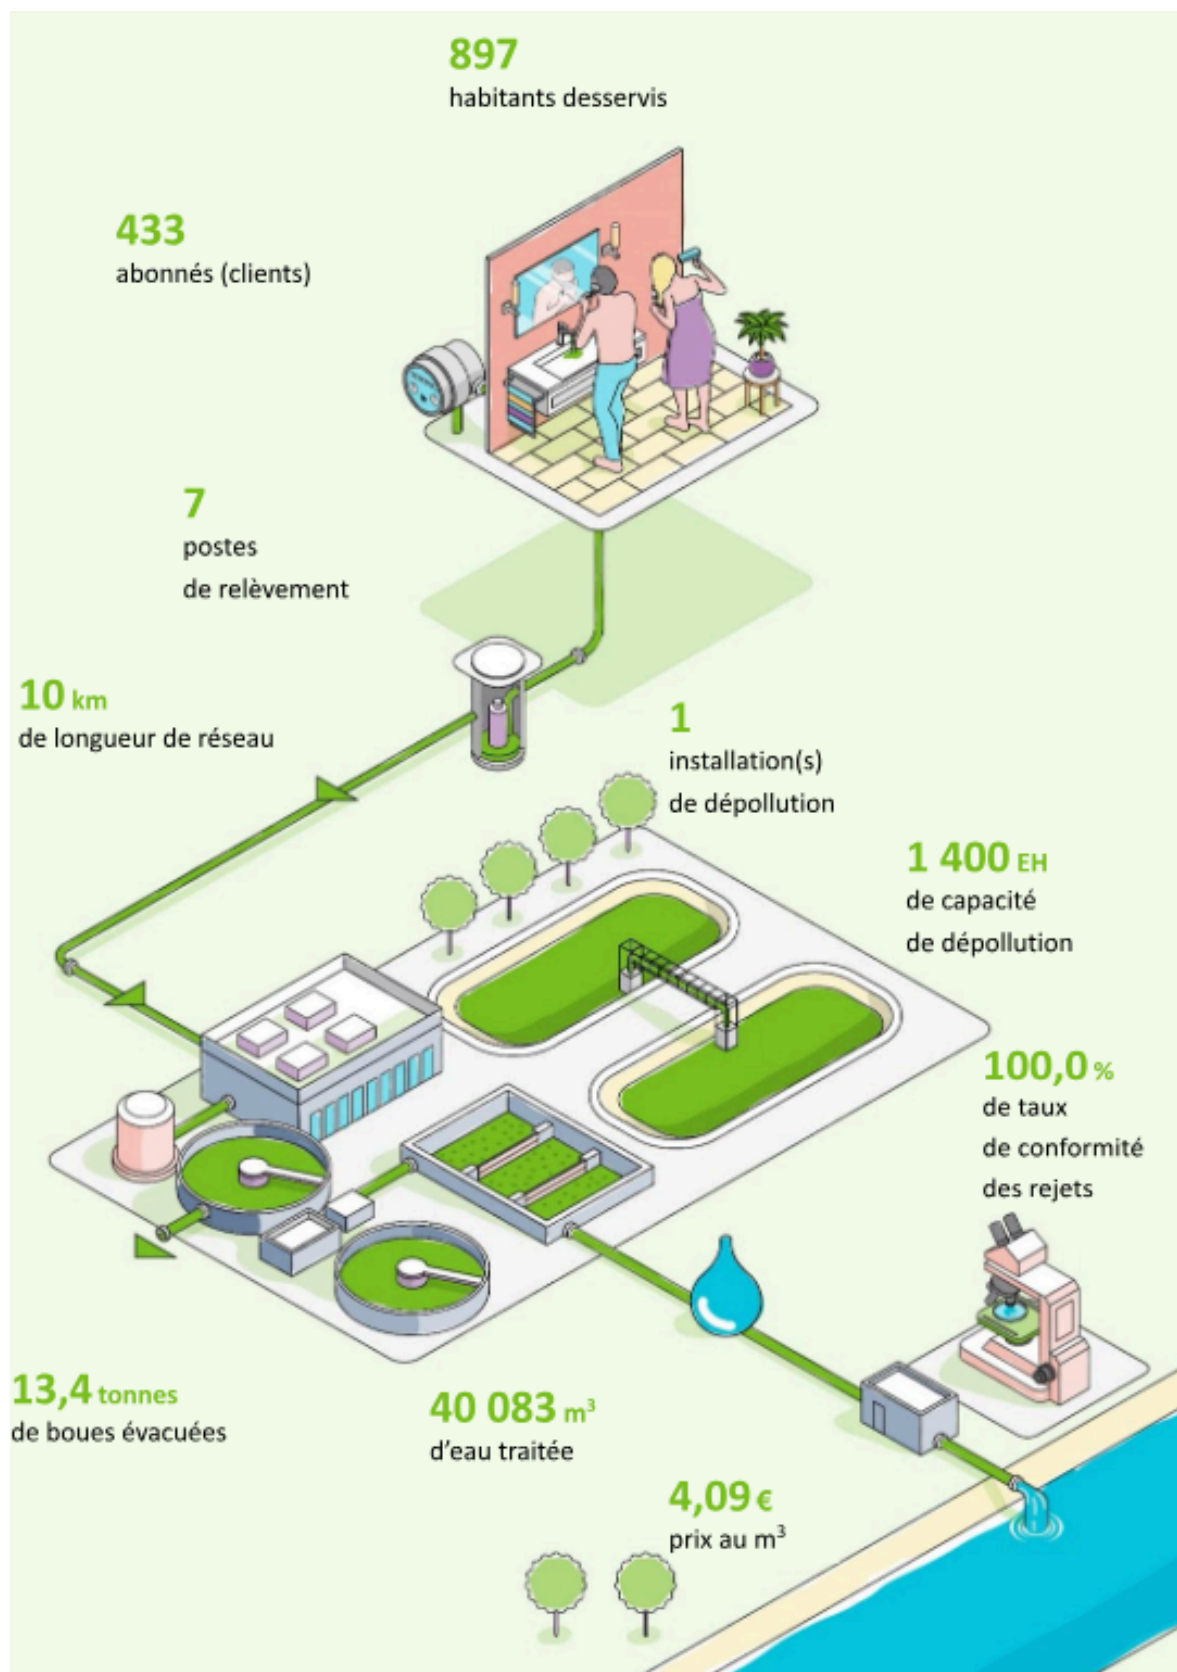 897
habitants desservis
433
abonnés (clients)
7
postes
de relèvement
10 km
de longueur de réseau
1
installation(s)
de dépollution
1 400 EH
de capacité
de dépollution
100,0 %
de taux
de conformité
des rejets
13,4 tonnes
de boues évacuées
40 083 m³
d’eau traitée
4,09 €
prix au m³